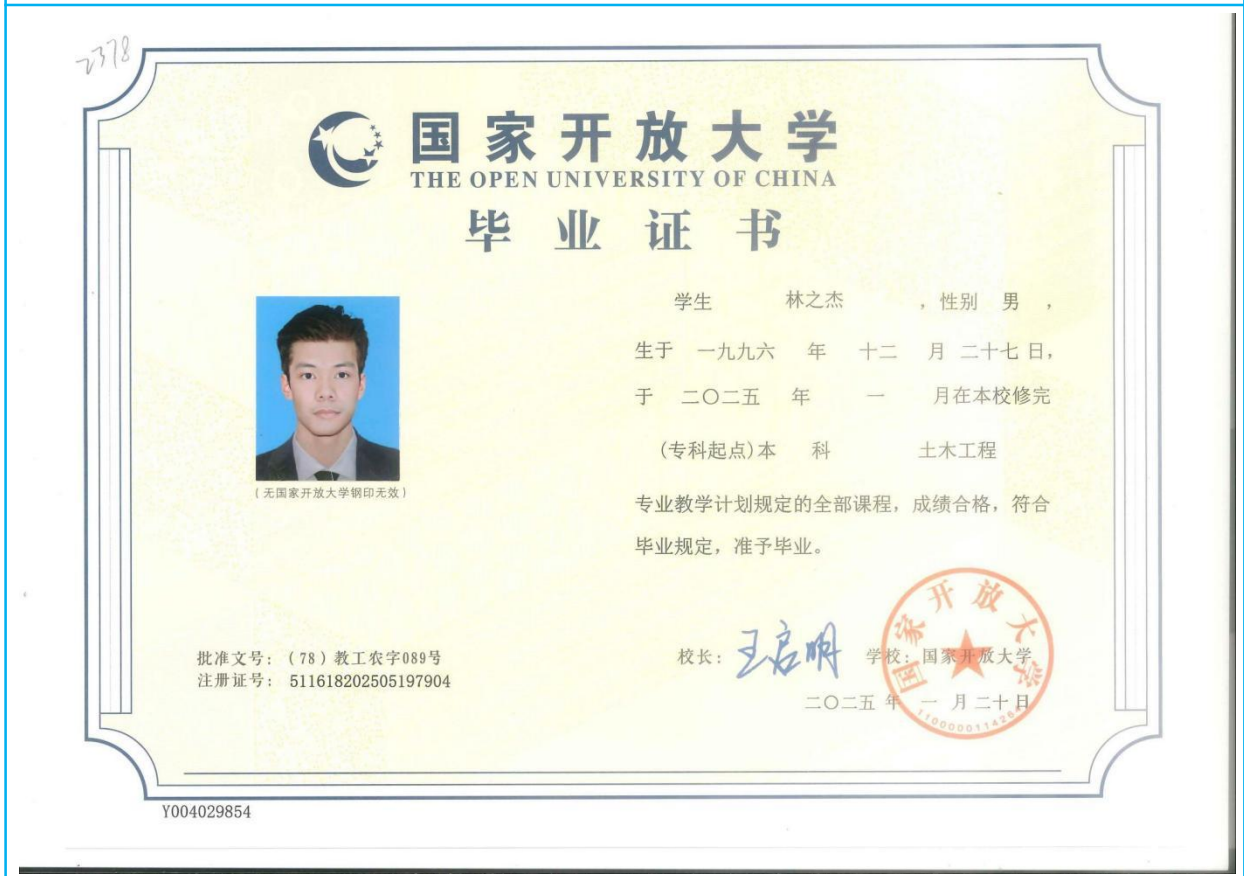 2378
国家开放大学
THE OPEN UNIVERSITY OF CHINA
毕业证书
学生 林之杰 ，性别 男 ，
生于 一九九六 年 十二 月 二十七 日，
于 二〇二五 年 一 月在本校修完
(专科起点)本 科 土木工程
（无国家开放大学钢印无效）
专业教学计划规定的全部课程，成绩合格，符合
毕业规定，准予毕业。
国家开放大学
批准文号：（78）教工农字089号
校长：王启明 学校：国家开放大学
注册证号： 511618202505197904
二〇二五 年 一 月二十日
Y004029854